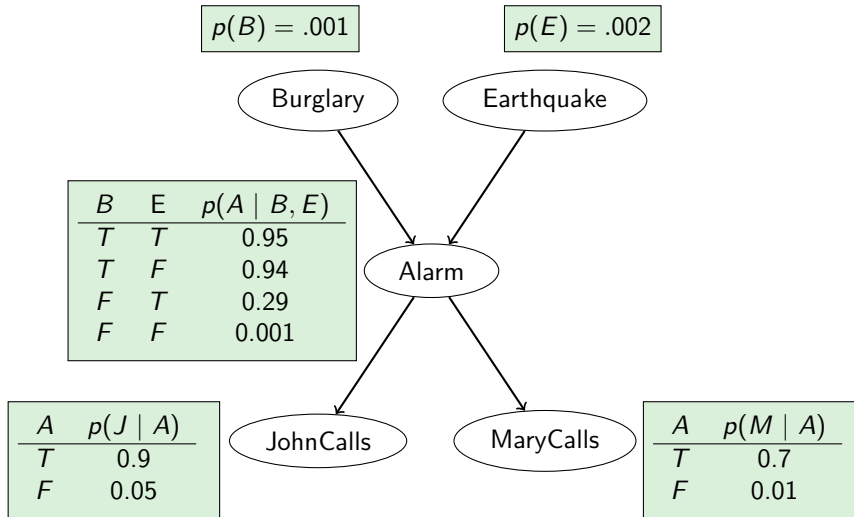 p(B) = .001
p(E) = .002
Burglary
Earthquake
B E p(A | B, E)
T T 0.95
T F 0.94
F T 0.29
F F 0.001
Alarm
A p(J | A)
T 0.9
F 0.05
JohnCalls
MaryCalls
A p(M | A)
T 0.7
F 0.01